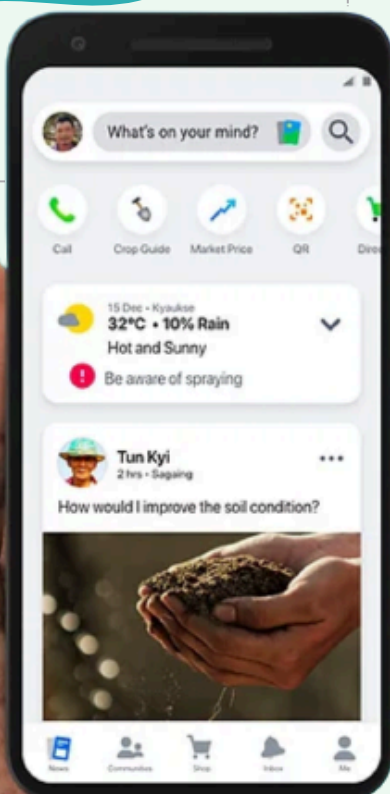 What's on your mind?
Call
Crop Guide
Market Price
QR
Direc
15 Dec • Kyaukse
32°C • 10% Rain
Hot and Sunny
! Be aware of spraying
Tun Kyi
2 hrs • Sagaing
How would I improve the soil condition?
News
Communities
Shop
Inbox
Me